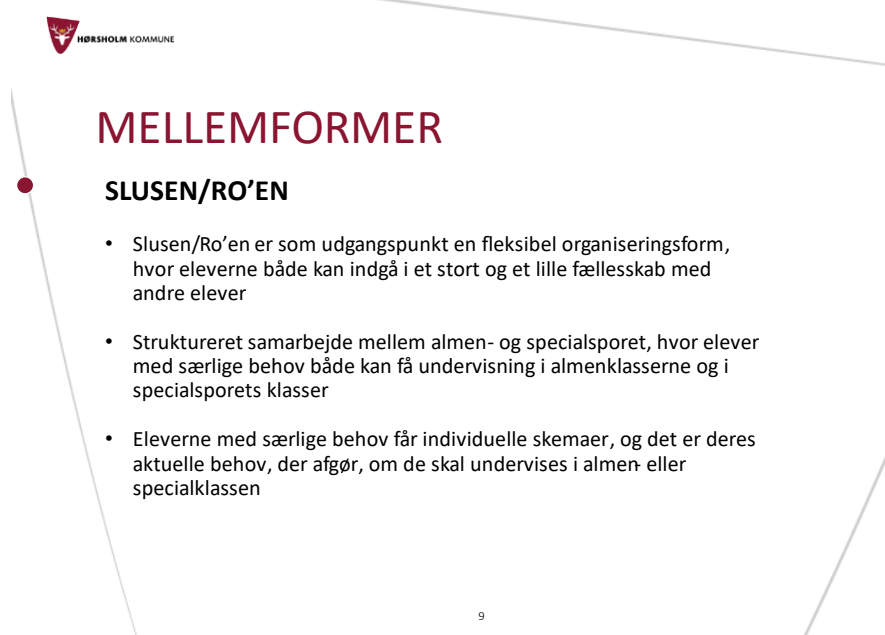 HØRSHOLM KOMMUNE
MELLEMFORMER
SLUSEN/RO’EN
• Slusen/Ro’en er som udgangspunkt en fleksibel organiseringsform,
hvor eleverne både kan indgå i et stort og et lille fællesskab med
andre elever
• Struktureret samarbejde mellem almen- og specialsporet, hvor elever
med særlige behov både kan få undervisning i almenklasserne og i
specialsporets klasser
• Eleverne med særlige behov får individuelle skemaer, og det er deres
aktuelle behov, der afgør, om de skal undervises i almen- eller
specialklassen
9